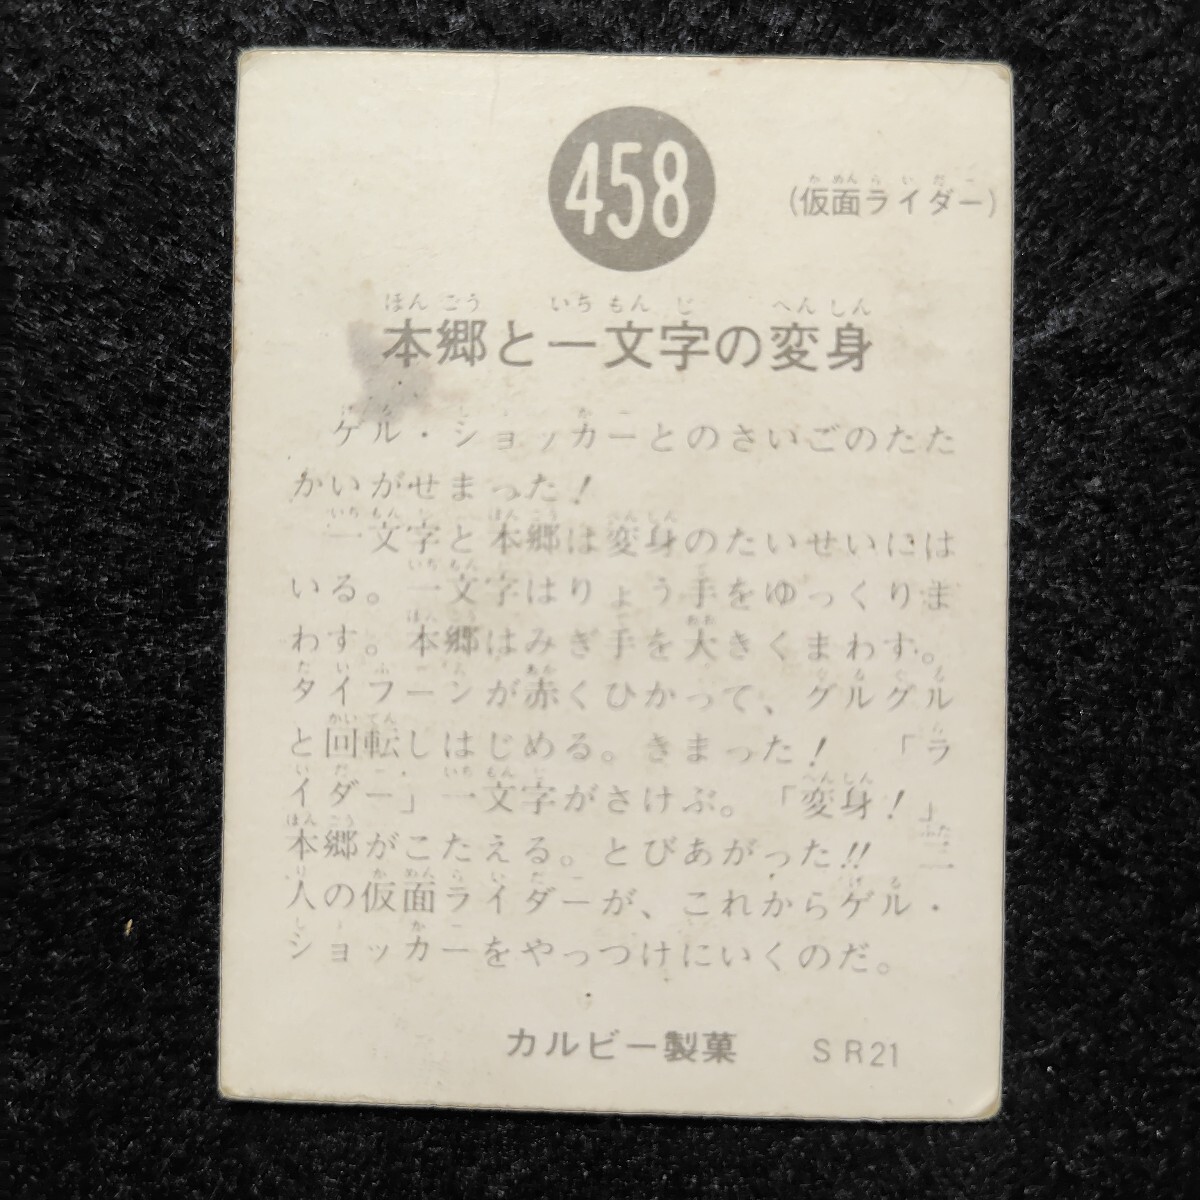 458
(仮面ライダー)
本郷と一文字の変身
ゲル・ショッカーとのさいごのたた
かいがせまった!
一文字と本郷は変身のたいせいには
いる。一文字はりょう手をゆっくりま
わす。本郷はみぎ手を大きくまわす。
タイフーンが赤くひかって、グルグル
と回転しはじめる。きまった! 「ラ
イダー」一文字がさけぶ。「変身!」
本郷がこたえる。とびあがった!! 二
人の仮面ライダーが、これからゲル・
ショッカーをやっつけにいくのだ。
カルビー製菓 SR21